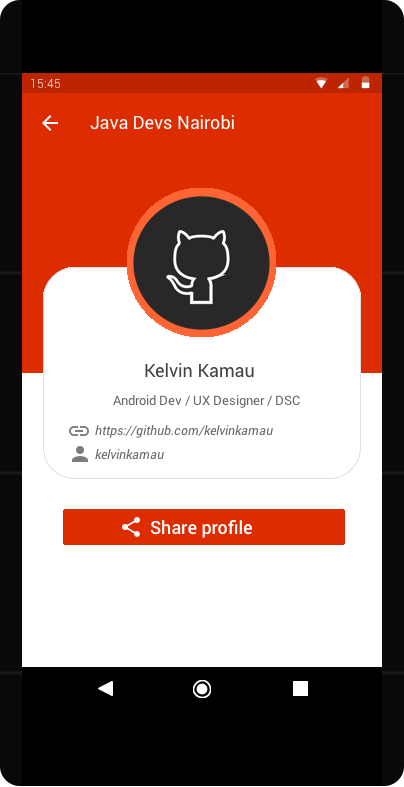 15:45
Java Devs Nairobi
Kelvin Kamau
Android Dev / UX Designer / DSC
https://github.com/kelvinkamau
kelvinkamau
Share profile